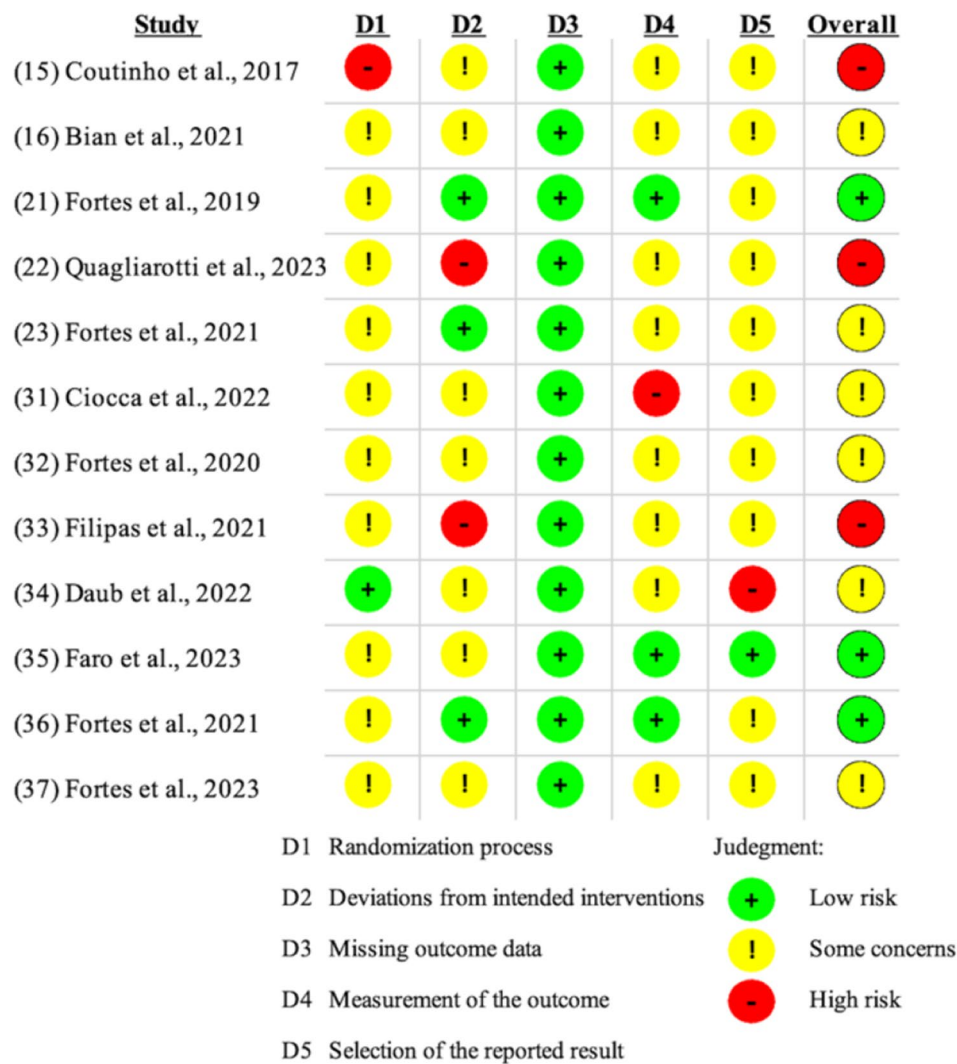 Study D1 D2 D3 D4 D5 Overall
(15) Coutinho et al., 2017 - ! + ! ! -
(16) Bian et al., 2021 ! ! + ! ! !
(21) Fortes et al., 2019 ! + + + ! +
(22) Quagliarotti et al., 2023 ! - + ! ! -
(23) Fortes et al., 2021 ! + + ! ! !
(31) Ciocca et al., 2022 ! ! + - ! !
(32) Fortes et al., 2020 ! ! + ! ! !
(33) Filipas et al., 2021 ! - + ! ! -
(34) Daub et al., 2022 + ! + ! - !
(35) Faro et al., 2023 ! ! + + + +
(36) Fortes et al., 2021 ! + + + ! +
(37) Fortes et al., 2023 ! ! + ! ! !
D1 Randomization process Judegment:
D2 Deviations from intended interventions + Low risk
D3 Missing outcome data ! Some concerns
D4 Measurement of the outcome - High risk
D5 Selection of the reported result